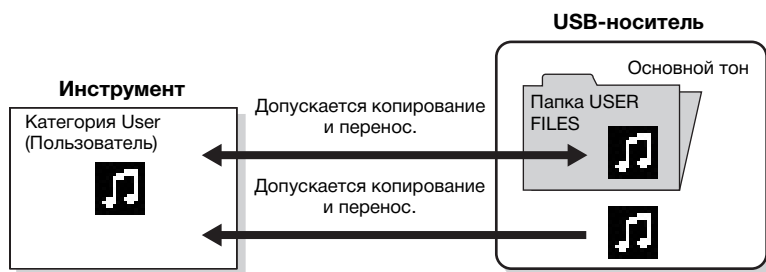 USB-носитель
Инструмент
Основной тон
Категория User
(Пользователь)
Допускается копирование
и перенос.
Папка USER
FILES
Допускается копирование
и перенос.